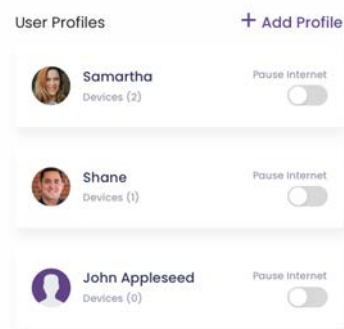 User Profiles
+ Add Profile
Samartha
Devices (2)
Pause Internet
Shane
Devices (1)
Pause Internet
John Appleseed
Devices (0)
Pause Internet